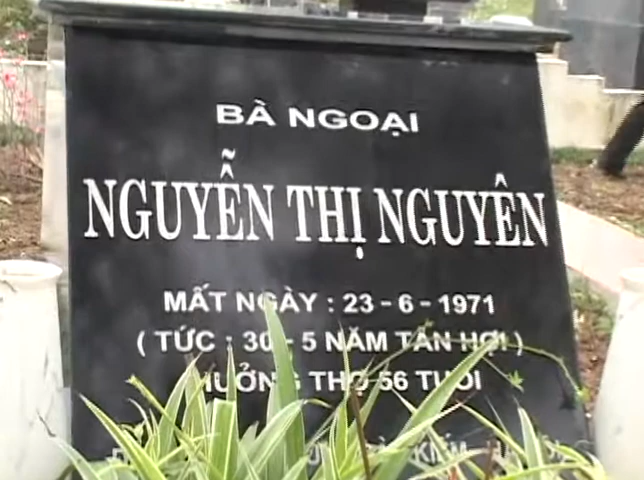 BÀ NGOẠI
NGUYỄN THỊ NGUYÊN
MẤT NGÀY : 23 - 6 - 1971
( TỨC : 30 - 5 NĂM TÂN HỢI )
HƯỞNG THỌ 56 TUỔI